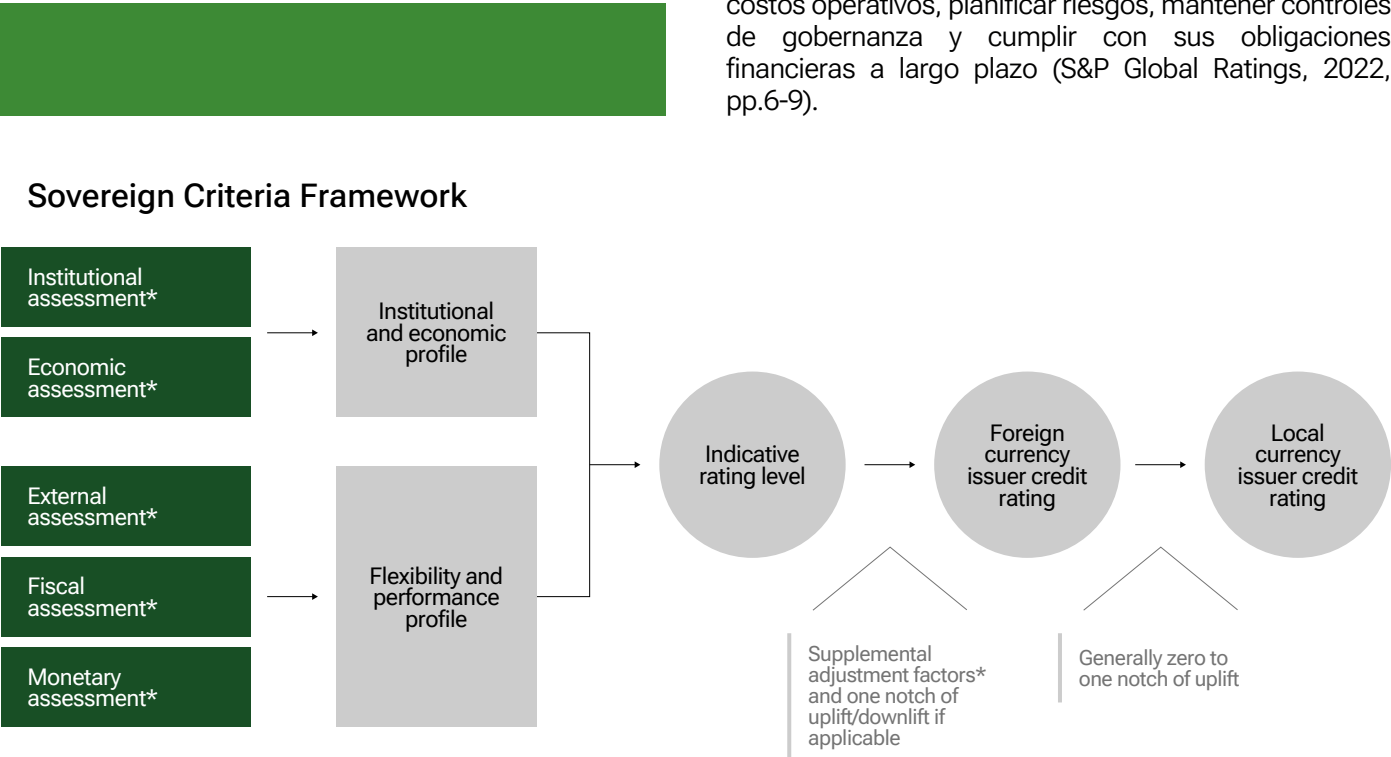 costos operativos, planificar riesgos, mantener controles
de gobernanza y cumplir con sus obligaciones
financieras a largo plazo (S&P Global Ratings, 2022,
pp.6-9).
Sovereign Criteria Framework
Institutional
assessment*
Economic
assessment*
Institutional
and economic
profile
External
assessment*
Fiscal
assessment*
Monetary
assessment*
Flexibility and
performance
profile
Indicative
rating level
Foreign
currency
issuer credit
rating
Local
currency
issuer credit
rating
Supplemental
adjustment factors*
and one notch of
uplift/downlift if
applicable
Generally zero to
one notch of uplift